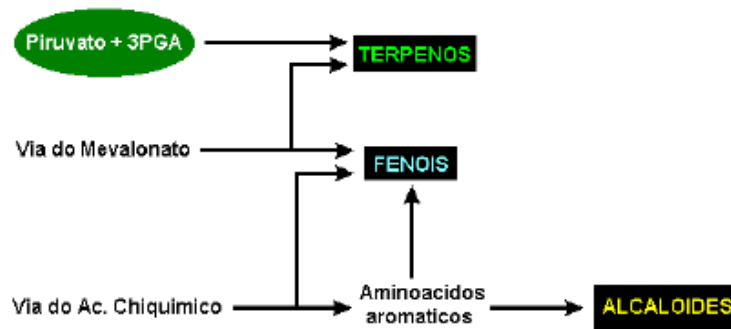 Piruvato + 3PGA
TERPENOS
Via do Mevalonato
FENOIS
Via do Ac. Chiquimico
Aminoacidos
aromaticos
ALCALOIDES